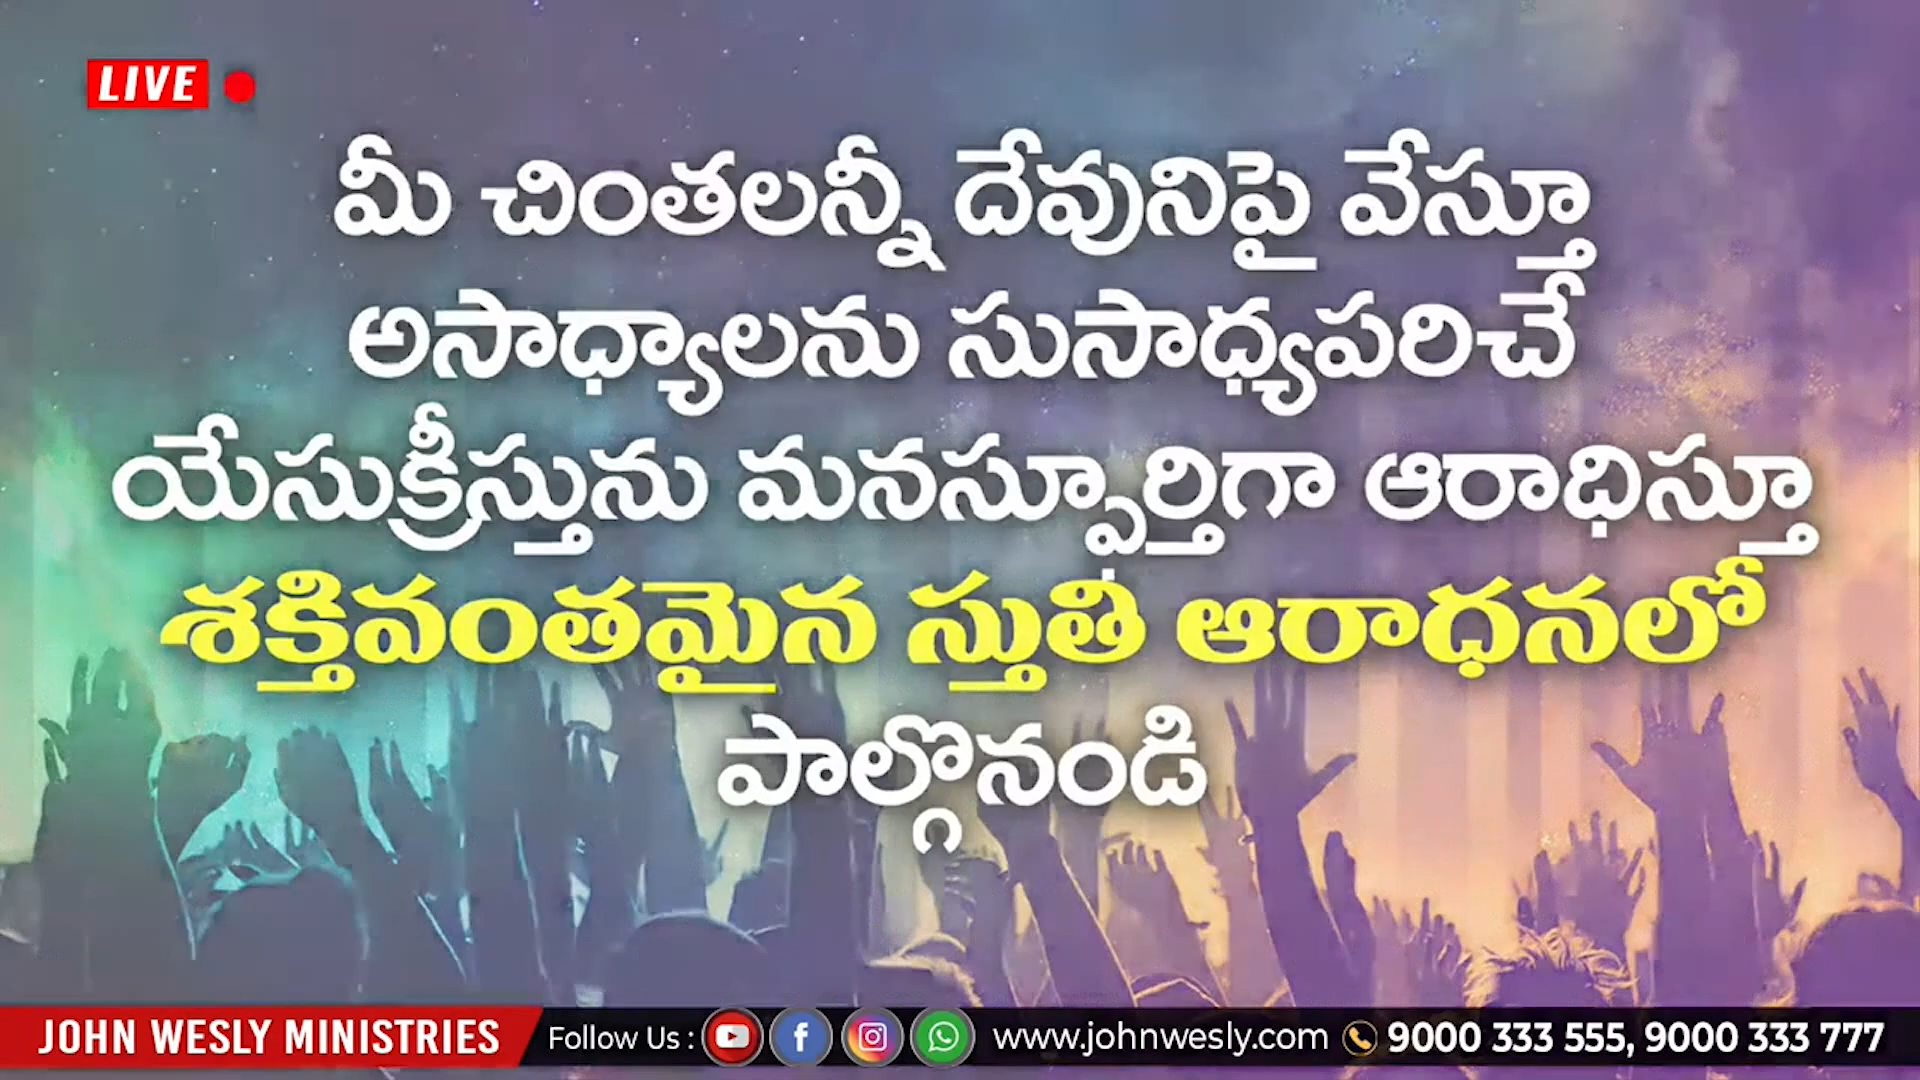 LIVE
మీ చింతలన్నీ దేవునిపై వేస్తూ
అసాధ్యాలను సుసాధ్యపరిచే
యేసుక్రీస్తును మనస్ఫూర్తిగా ఆరాధిస్తూ
శక్తివంతమైన స్తుతి ఆరాధనలో
పాల్గొనండి
JOHN WESLY MINISTRIES Follow Us : www.johnwesly.com 9000 333 555, 9000 333 777